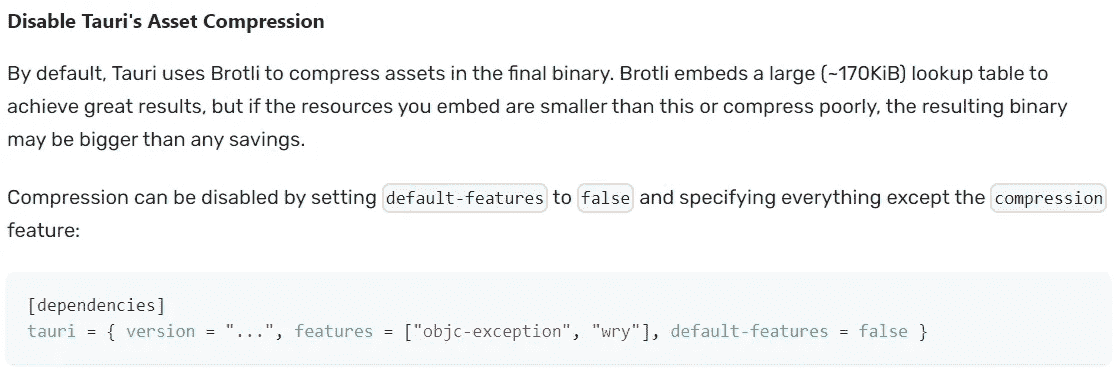 Disable Tauri's Asset Compression
By default, Tauri uses Brotli to compress assets in the final binary. Brotli embeds a large (~170KiB) lookup table to
achieve great results, but if the resources you embed are smaller than this or compress poorly, the resulting binary
may be bigger than any savings.
Compression can be disabled by setting default-features to false and specifying everything except the compression
feature:
[dependencies]
tauri = { version = "...", features = ["objc-exception", "wry"], default-features = false }